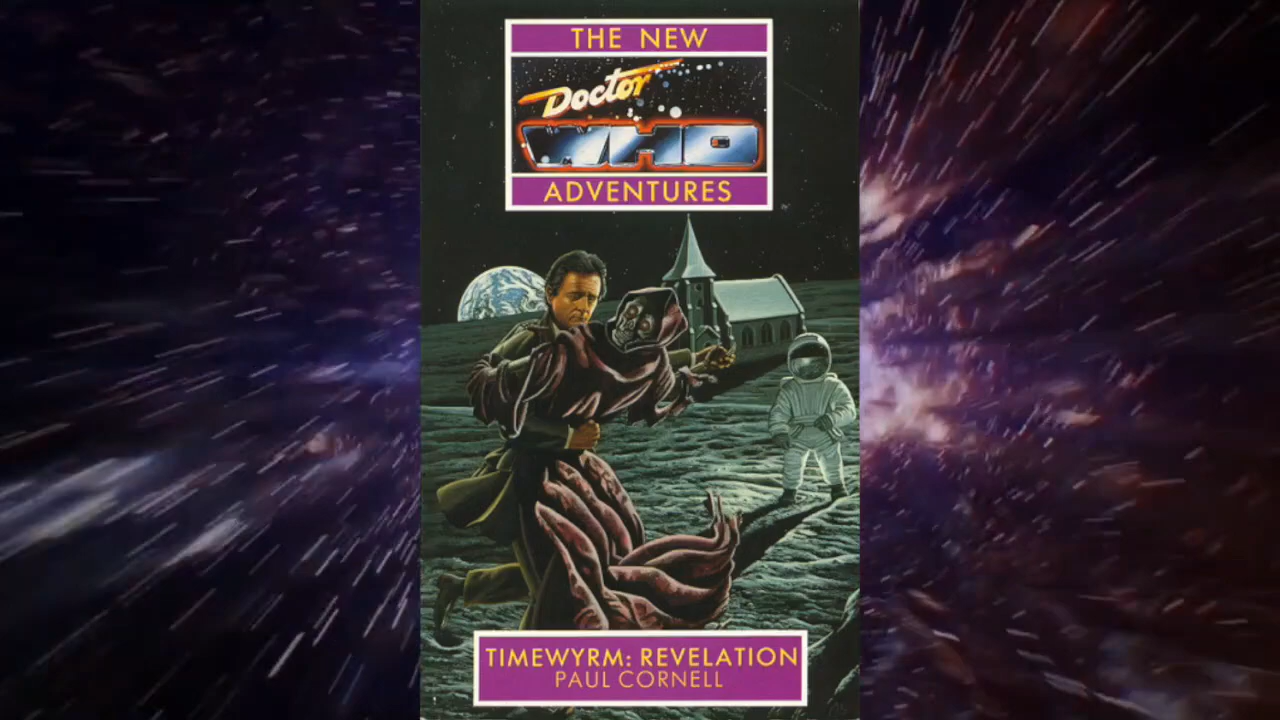 THE NEW
Doctor
WHO
ADVENTURES
TIMEWYRM: REVELATION
PAUL CORNELL